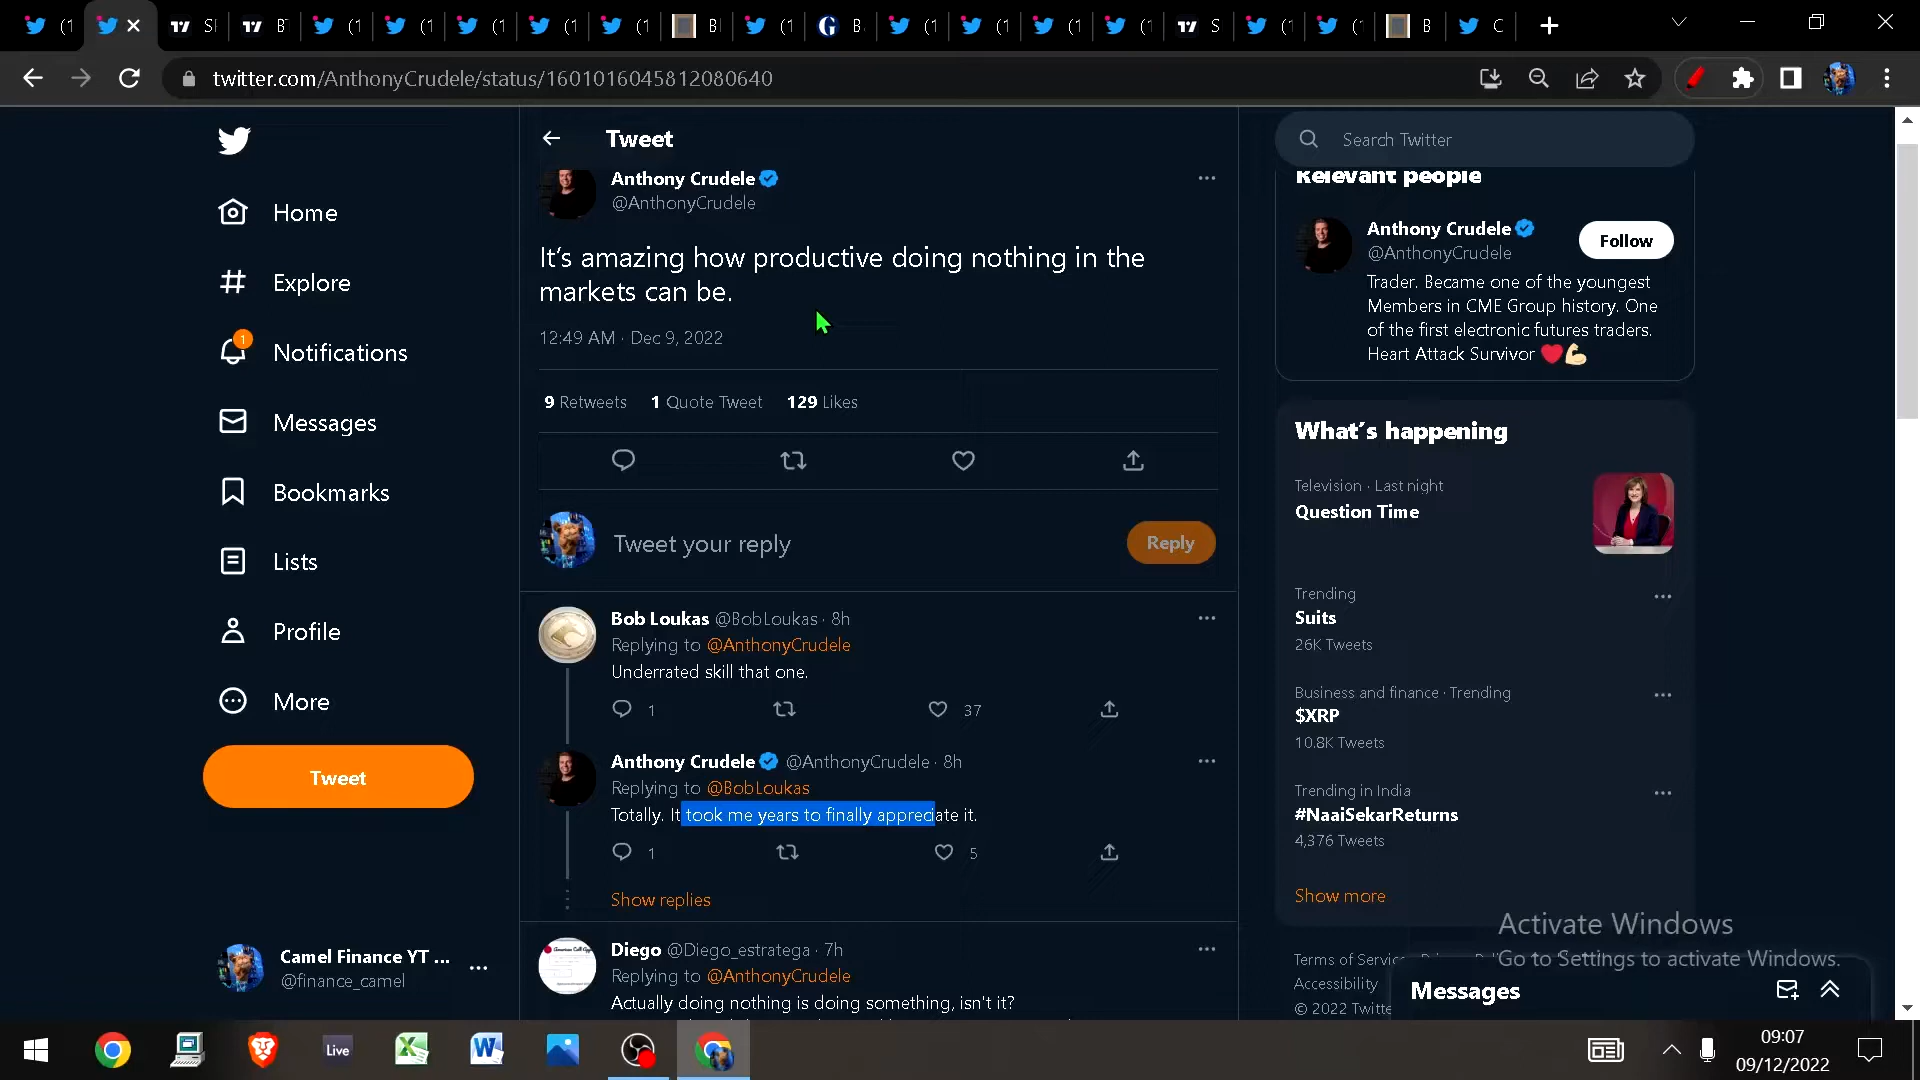 twitter.com/AnthonyCrudele/status/1601016045812080640
Home
Explore
1
Notifications
Messages
Bookmarks
Lists
Profile
More
Tweet
Camel Finance YT ...
@finance_camel
Tweet
Anthony Crudele
@AnthonyCrudele
It's amazing how productive doing nothing in the
markets can be.
12:49 AM · Dec 9, 2022
9 Retweets 1 Quote Tweet 129 Likes
Tweet your reply
Reply
Bob Loukas @BobLoukas · 8h
Replying to @AnthonyCrudele
Underrated skill that one.
1 37
Anthony Crudele @AnthonyCrudele · 8h
Replying to @BobLoukas
Totally. It took me years to finally appreciate it.
1 5
Show replies
Diego @Diego_estratega · 7h
Replying to @AnthonyCrudele
Actually doing nothing is doing something, isn't it?
Search Twitter
Relevant people
Anthony Crudele
@AnthonyCrudele
Follow
Trader. Became one of the youngest
Members in CME Group history. One
of the first electronic futures traders.
Heart Attack Survivor ❤️💪🏻
What's happening
Television · Last night
Question Time
Trending
Suits
26K Tweets
Business and finance · Trending
$XRP
10.8K Tweets
Trending in India
#NaaiSekarReturns
4,376 Tweets
Show more
Activate Windows
Go to Settings to activate Windows.
Terms of
Accessibility
© 2022
Messages
Live
09:07
09/12/2022